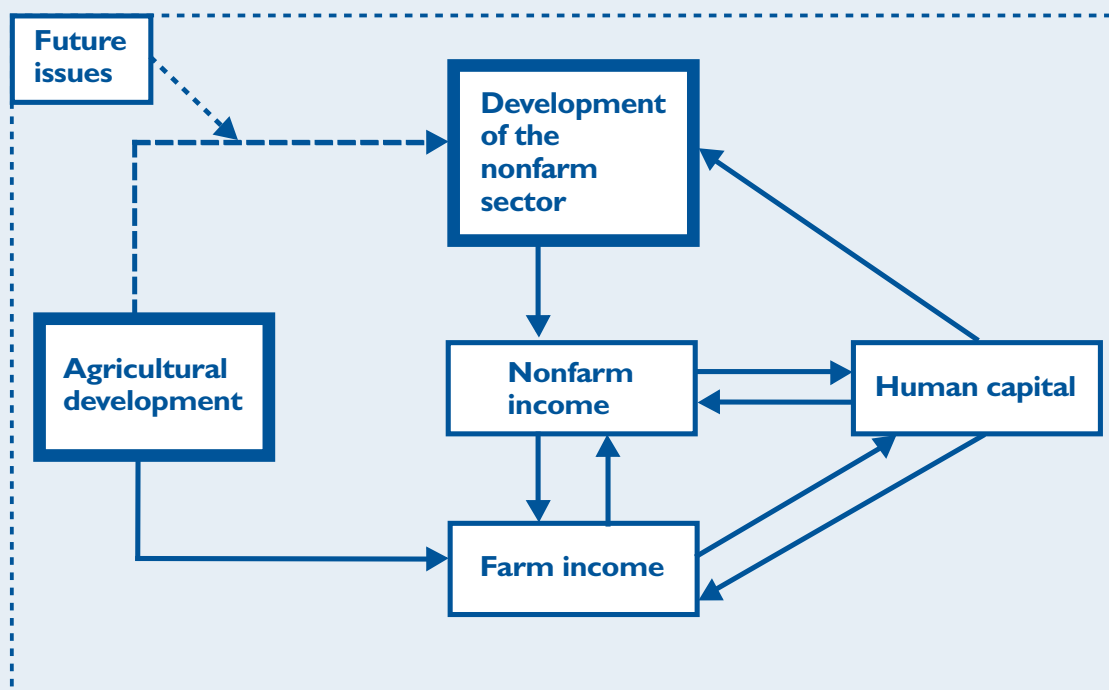 Future
issues
Development
of the
nonfarm
sector
Agricultural
development
Nonfarm
income
Human capital
Farm income